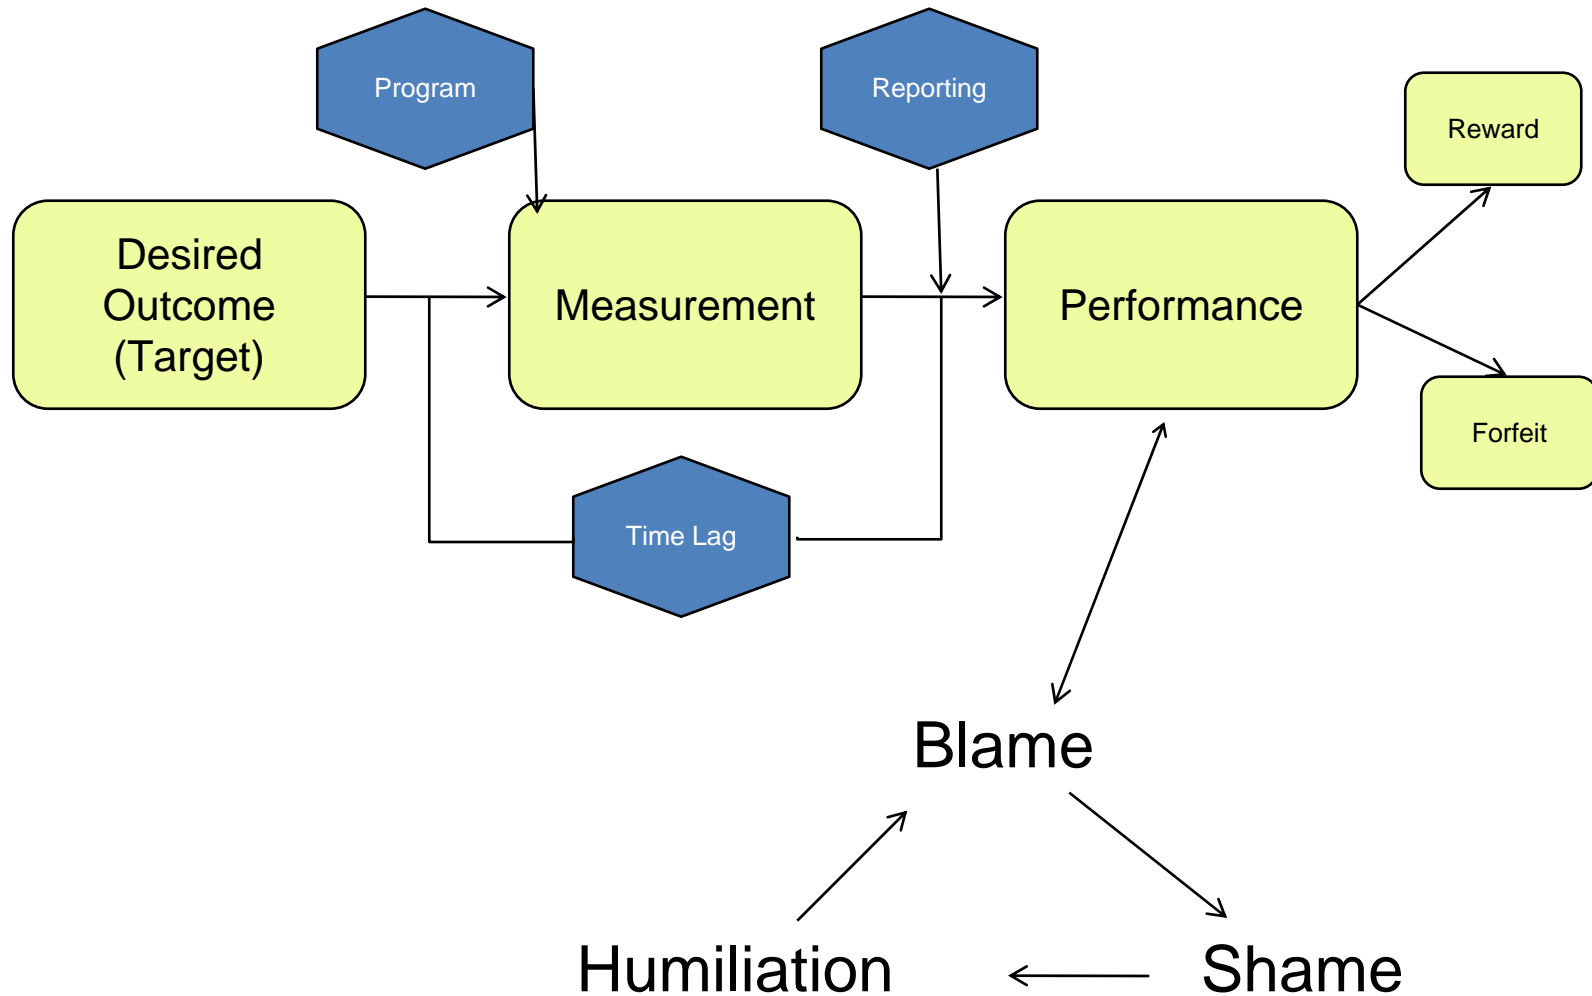 Program
Reporting
Reward
Desired
Outcome
(Target)
Measurement
Performance
Forfeit
Time Lag
Blame
Humiliation
Shame